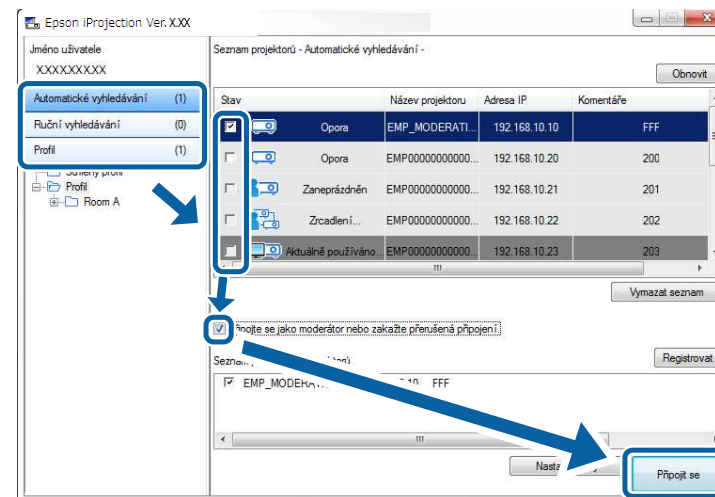 Epson iProjection Ver. X.XX
Jméno uživatele
XXXXXXXXX
Automatické vyhledávání (1)
Ruční vyhledávání (0)
Profil (1)
profil
Profil
Room A
Seznam projektorů - Automatické vyhledávání -
Obnovit
Stav Název projektoru Adresa IP Komentáře
Opora EMP_MODERATI... 192.168.10.10 FFF
Opora EMP00000000000... 192.168.10.20 200
Zaneprázdněn EMP00000000000... 192.168.10.21 201
Zrcadlení... EMP00000000000... 192.168.10.22 202
Aktuálně používáno... EMP00000000000... 192.168.10.23 203
Vymazat seznam
se jako moderátor nebo zakažte přerušená připojení.
Registrovat
EMP_MODERAT 10 FFF
Připojit se